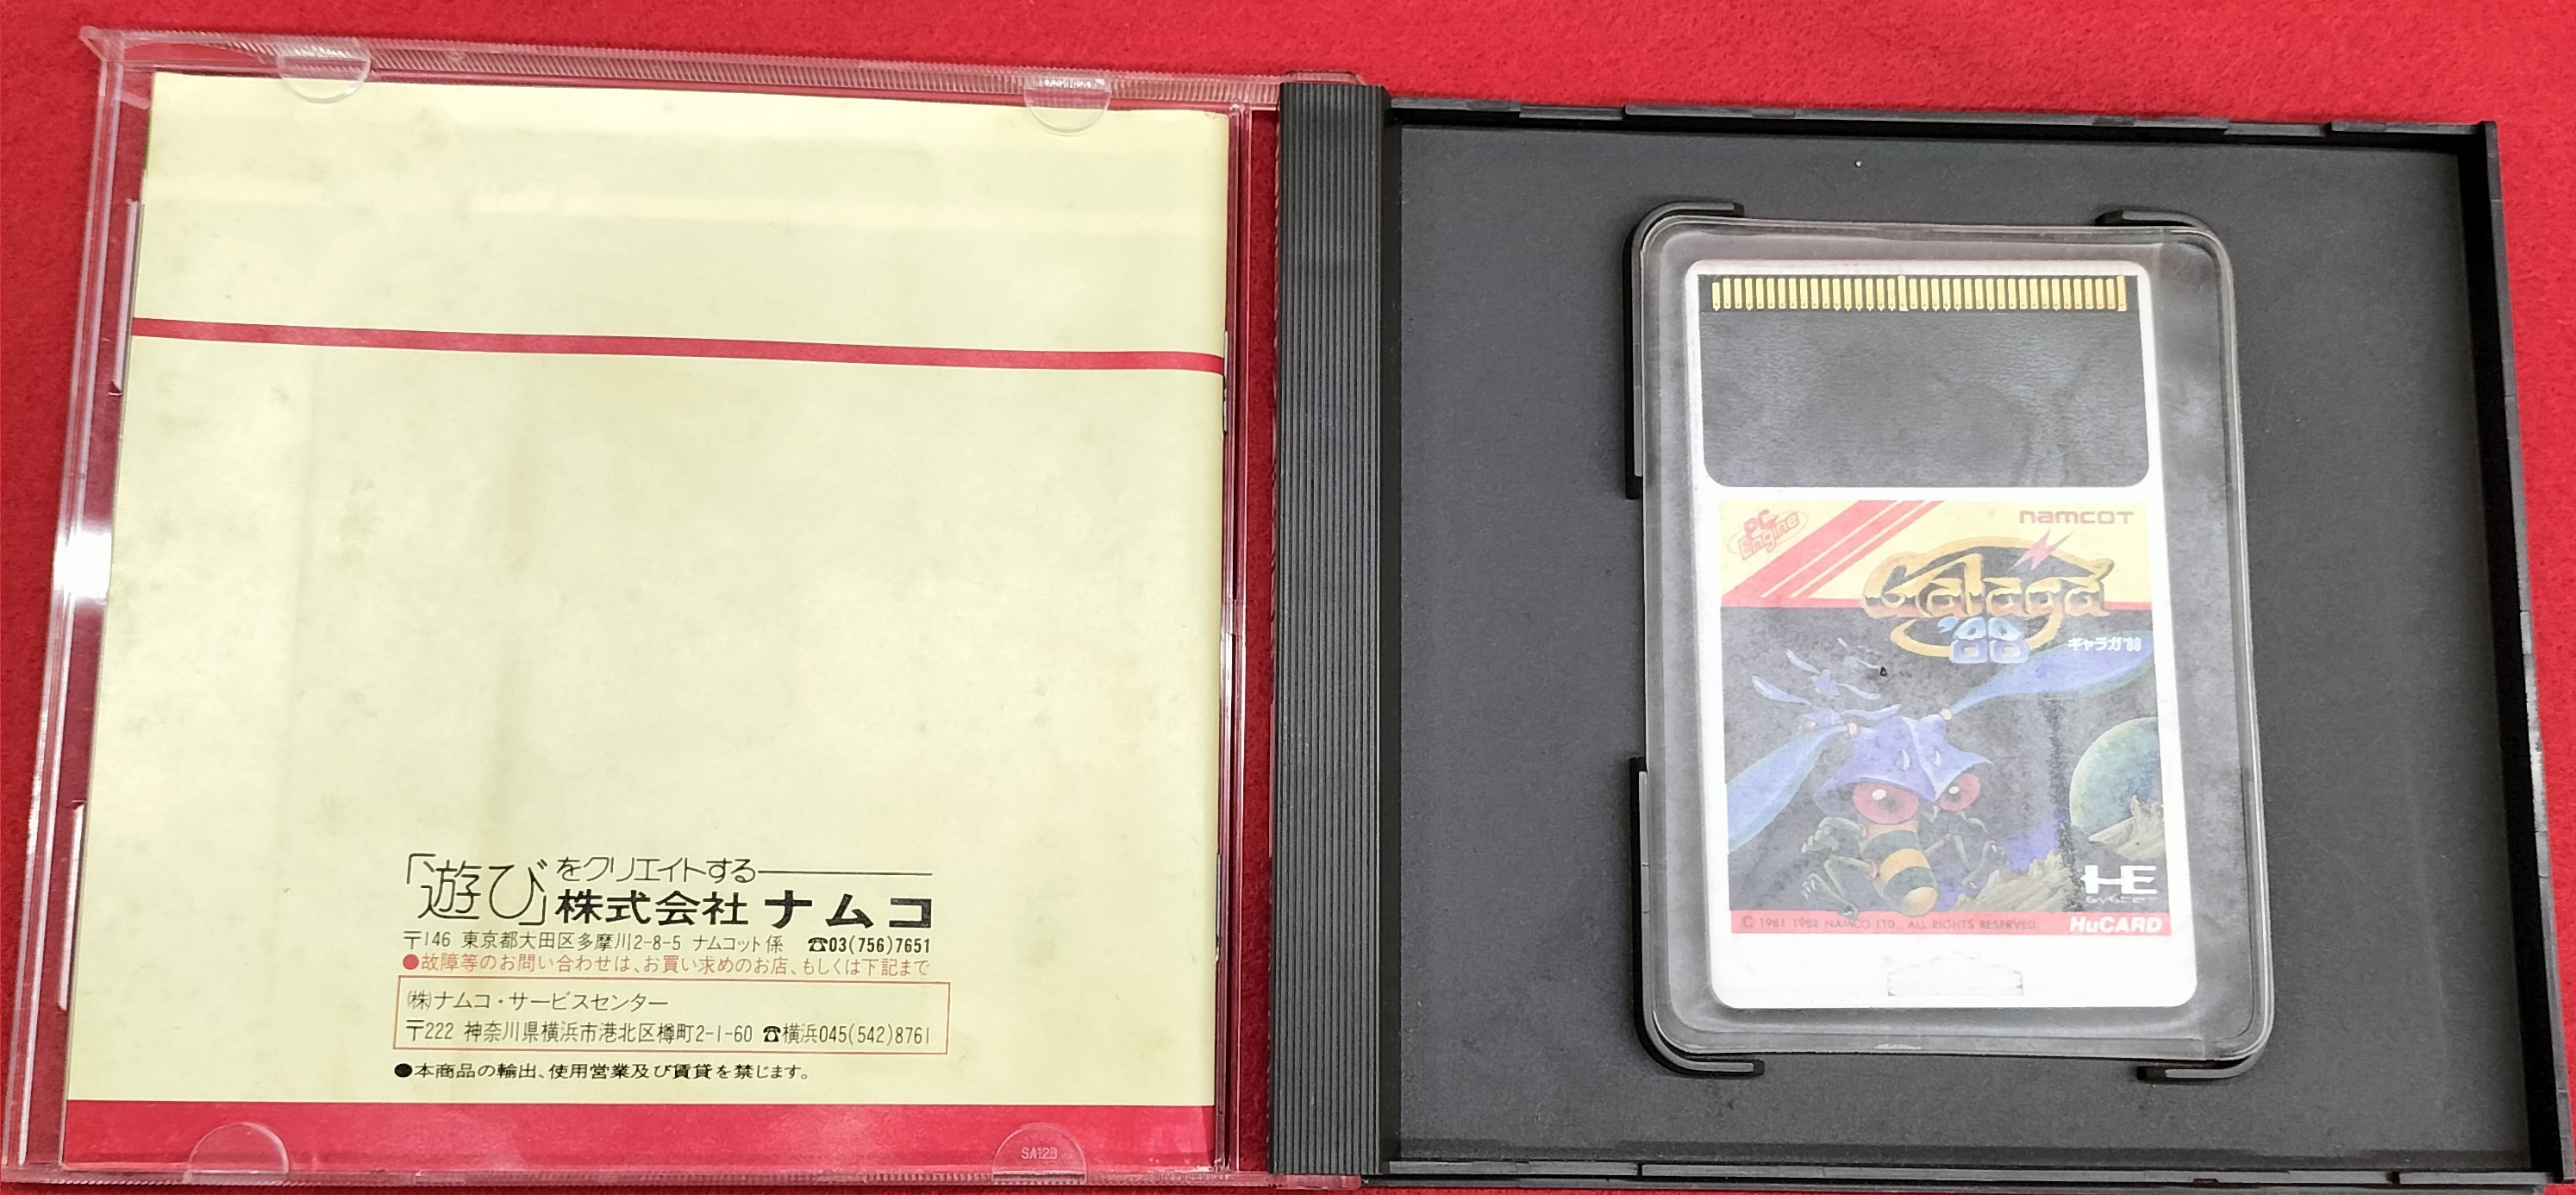 「遊び」をクリエイトする
株式会社 ナムコ
〒146 東京都大田区多摩川2-8-5 ナムコット係 ☎03(756)7651
●故障等のお問い合わせは、お買い求めのお店、もしくは下記まで
㈱ナムコ・サービスセンター
〒222 神奈川県横浜市港北区樽町2-1-60 ☎横浜045(542)8761
●本商品の輸出、使用営業及び賃貸を禁じます。
SA12B
PC Engine
namcoT
Galaga
'88
ギャラガ'88
HE
SYSTEM
© 1981 1988 NAMCO LTD., ALL RIGHTS RESERVED.
HuCARD